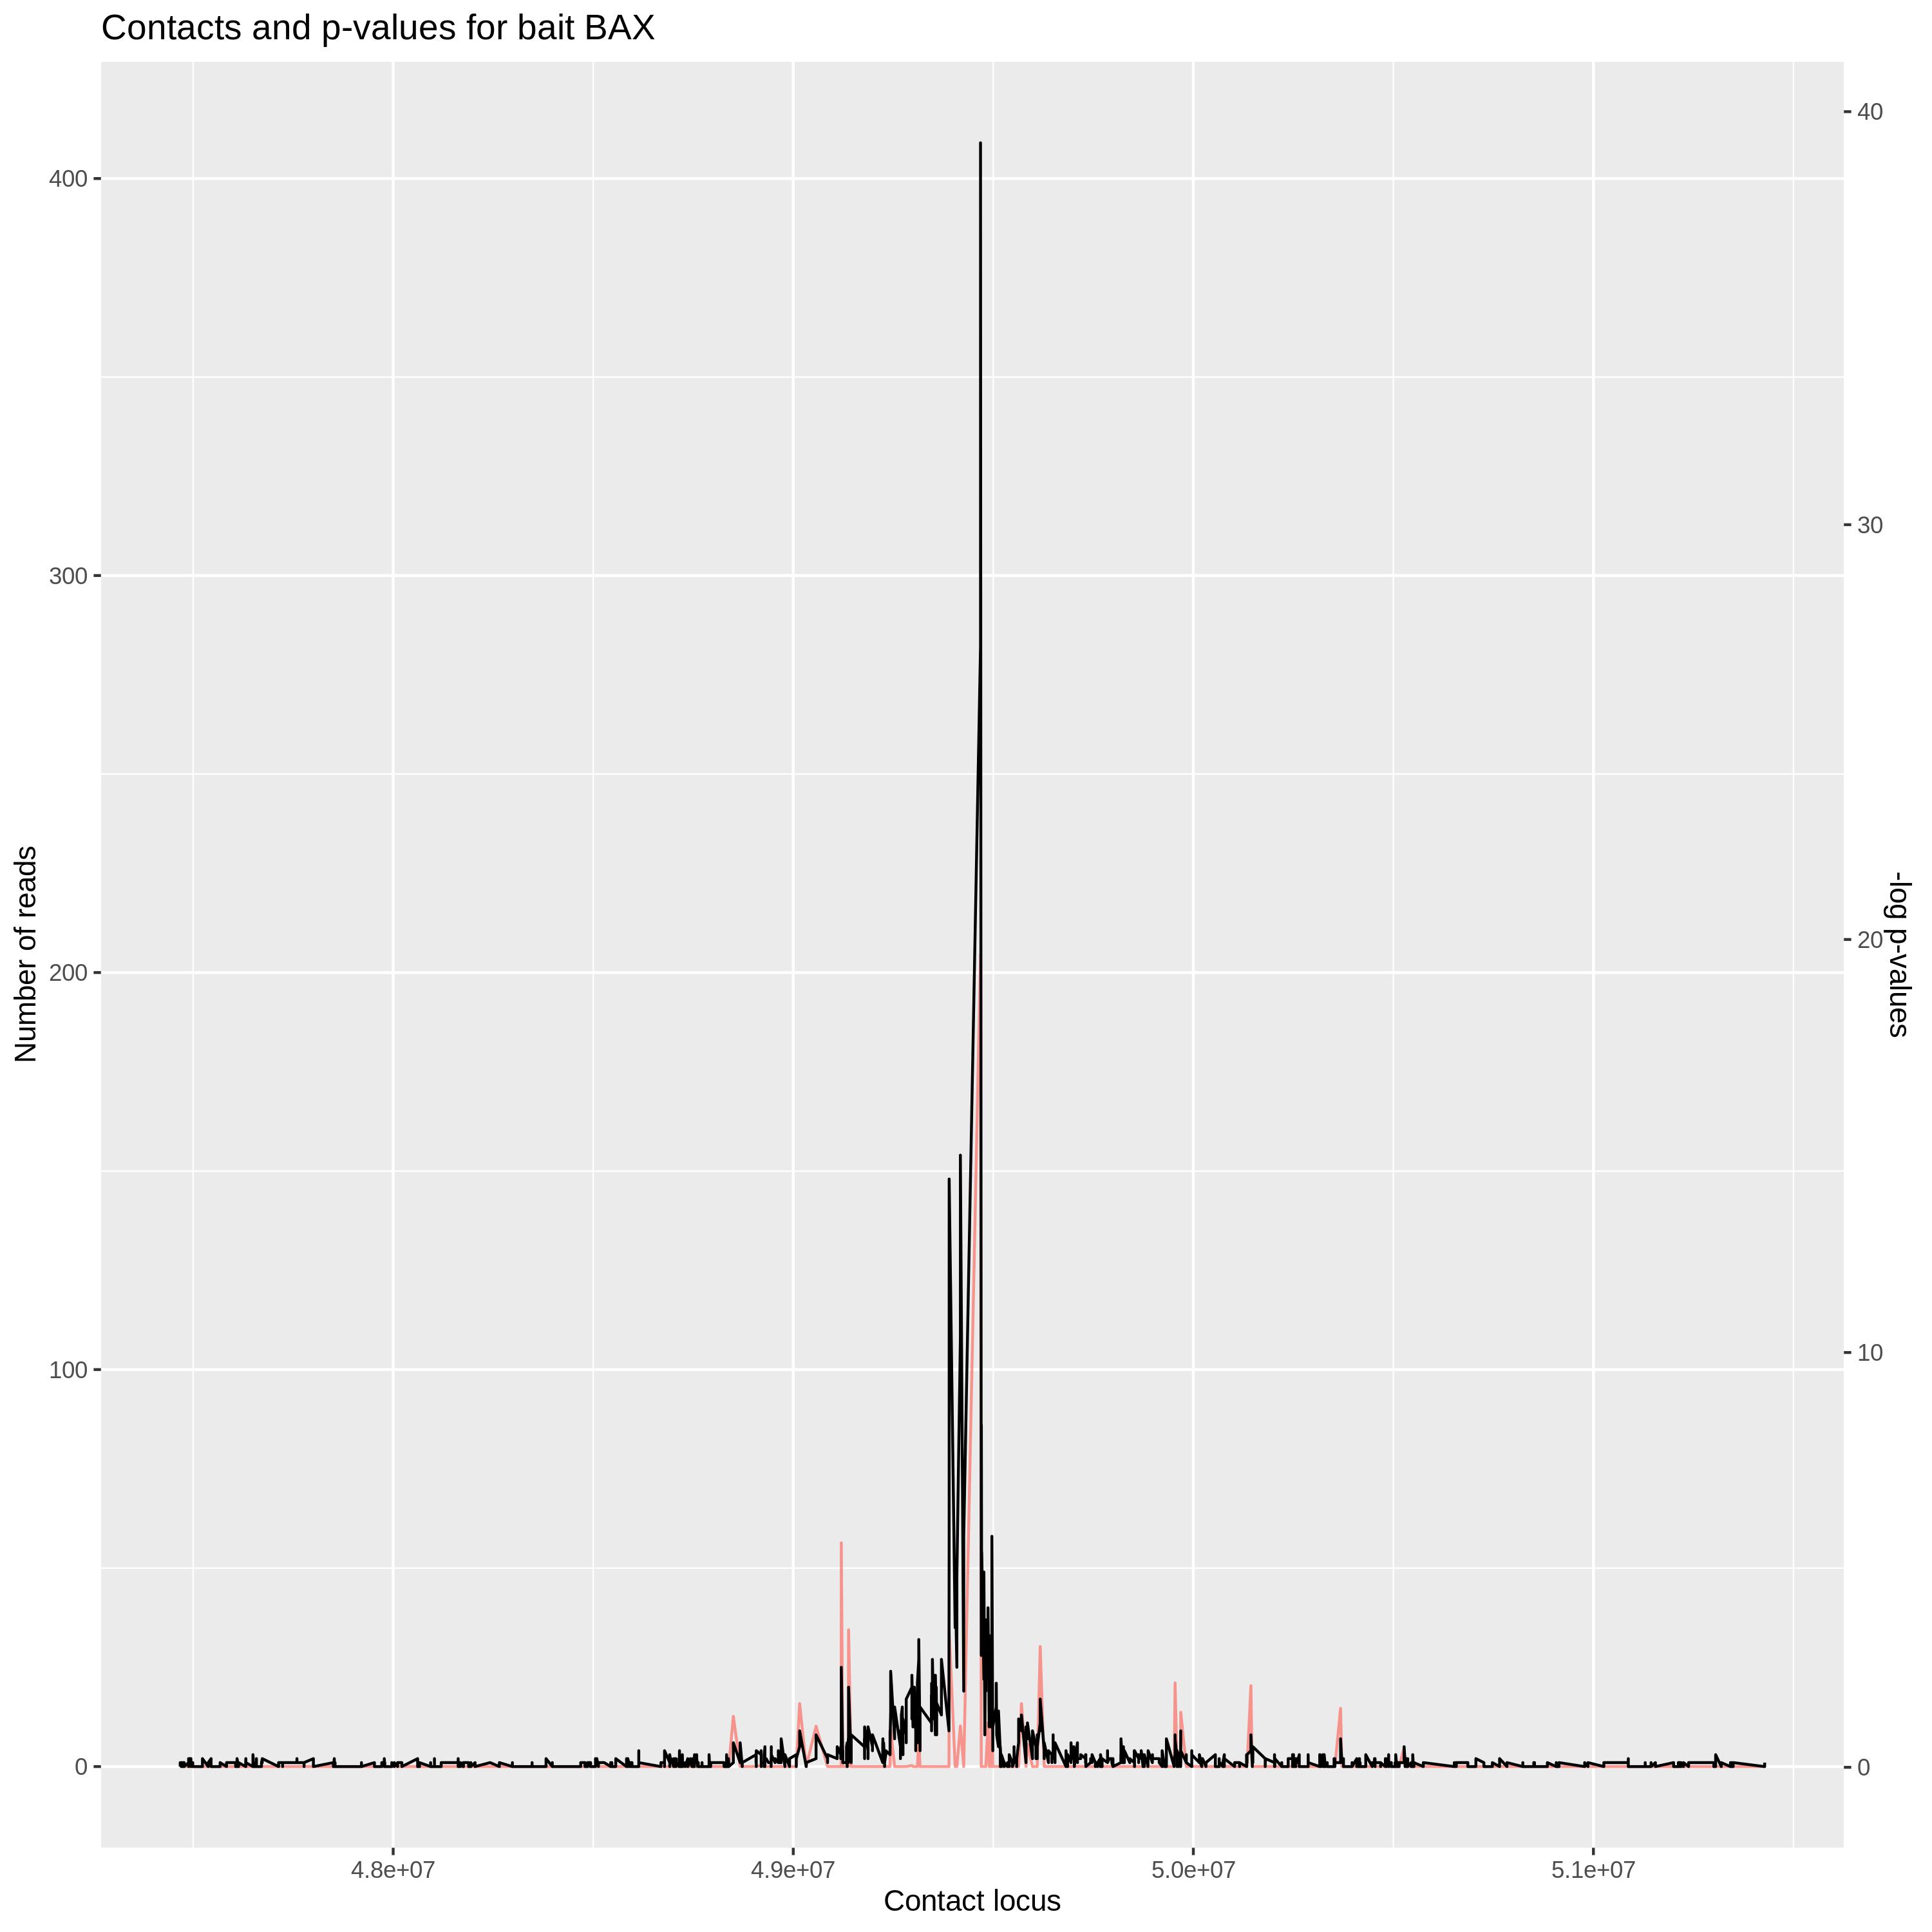 Contacts and p-values for bait BAX
400
300
200
100
0
Number of reads
40
30
20
10
0
-log p-values
4.8e+07 4.9e+07 5.0e+07 5.1e+07
Contact locus